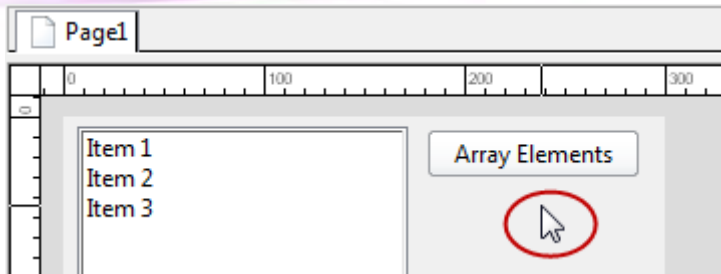 Page1
0 100 200 300
0
Item 1
Array Elements
Item 2
Item 3